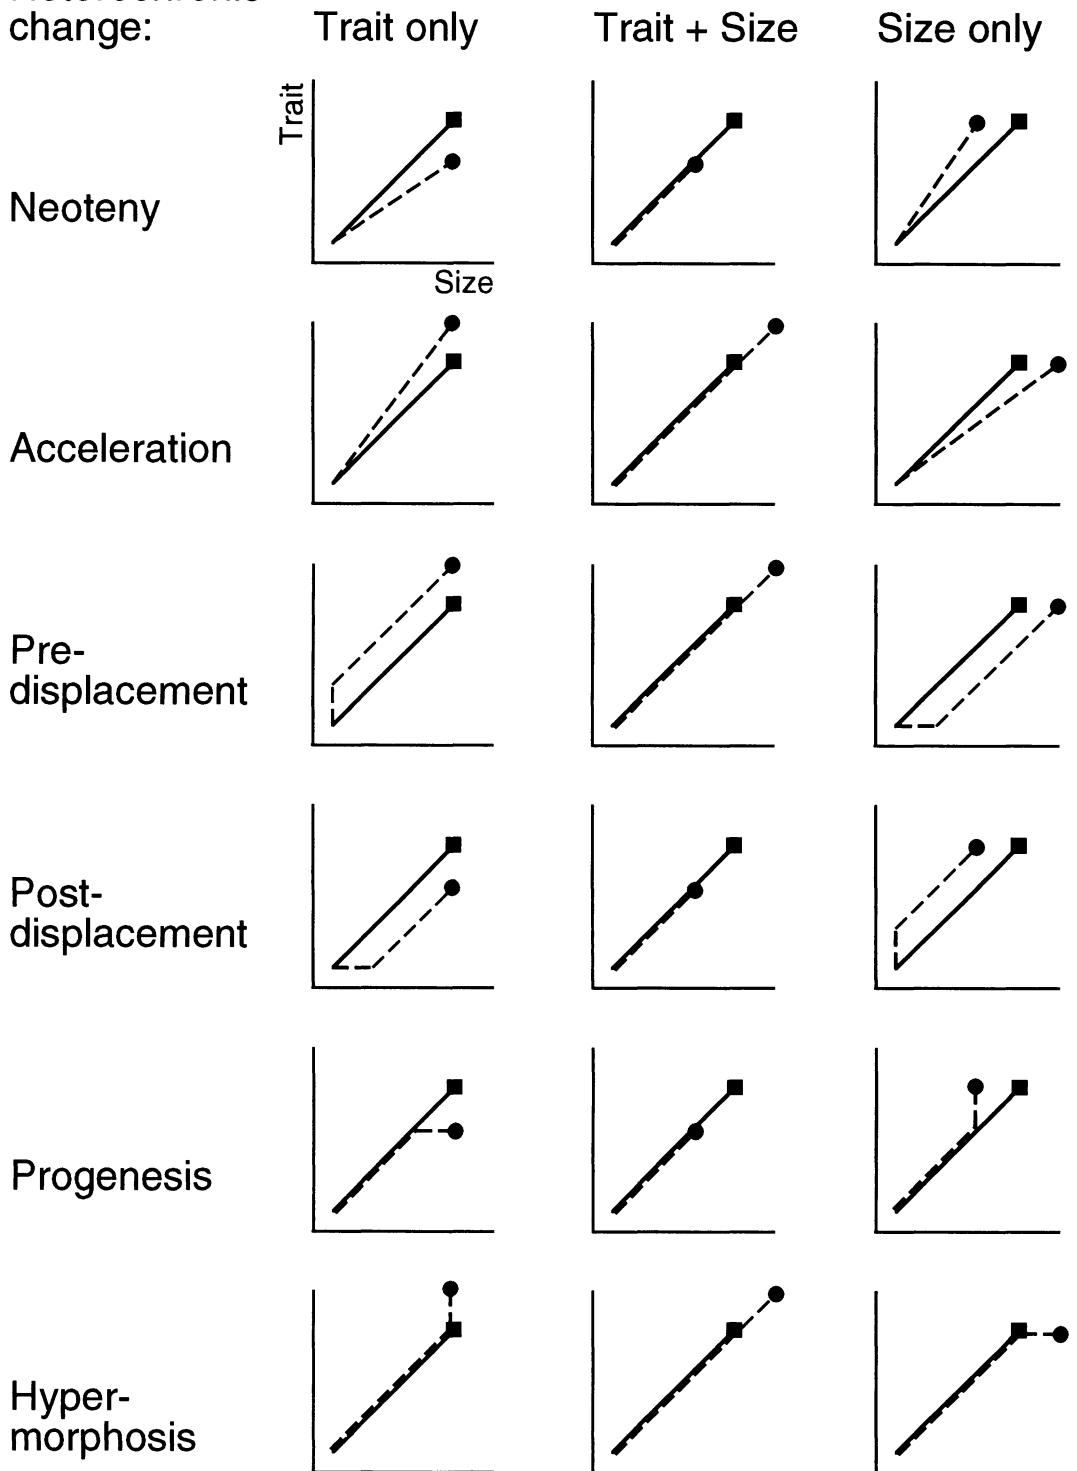 change:
Trait only
Trait + Size
Size only
Trait
Size
Neoteny
Acceleration
Pre-
displacement
Post-
displacement
Progenesis
Hyper-
morphosis